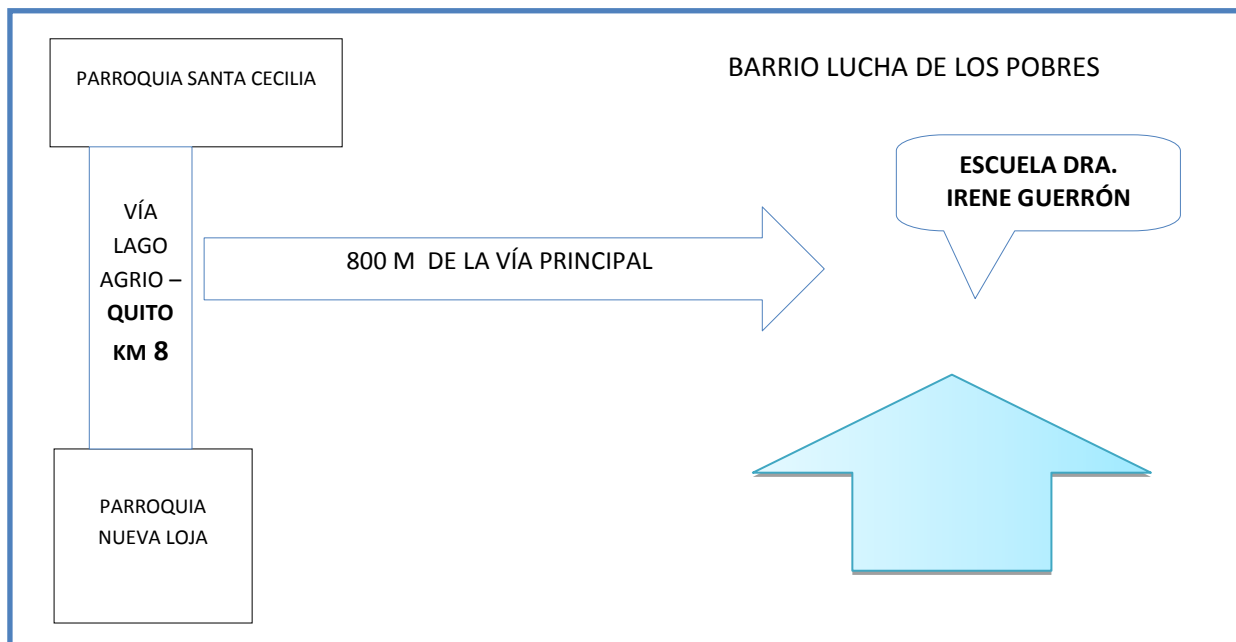 PARROQUIA SANTA CECILIA
BARRIO LUCHA DE LOS POBRES
ESCUELA DRA.
IRENE GUERRÓN
VÍA
LAGO
AGRIO –
QUITO
KM 8
800 M DE LA VÍA PRINCIPAL
PARROQUIA
NUEVA LOJA